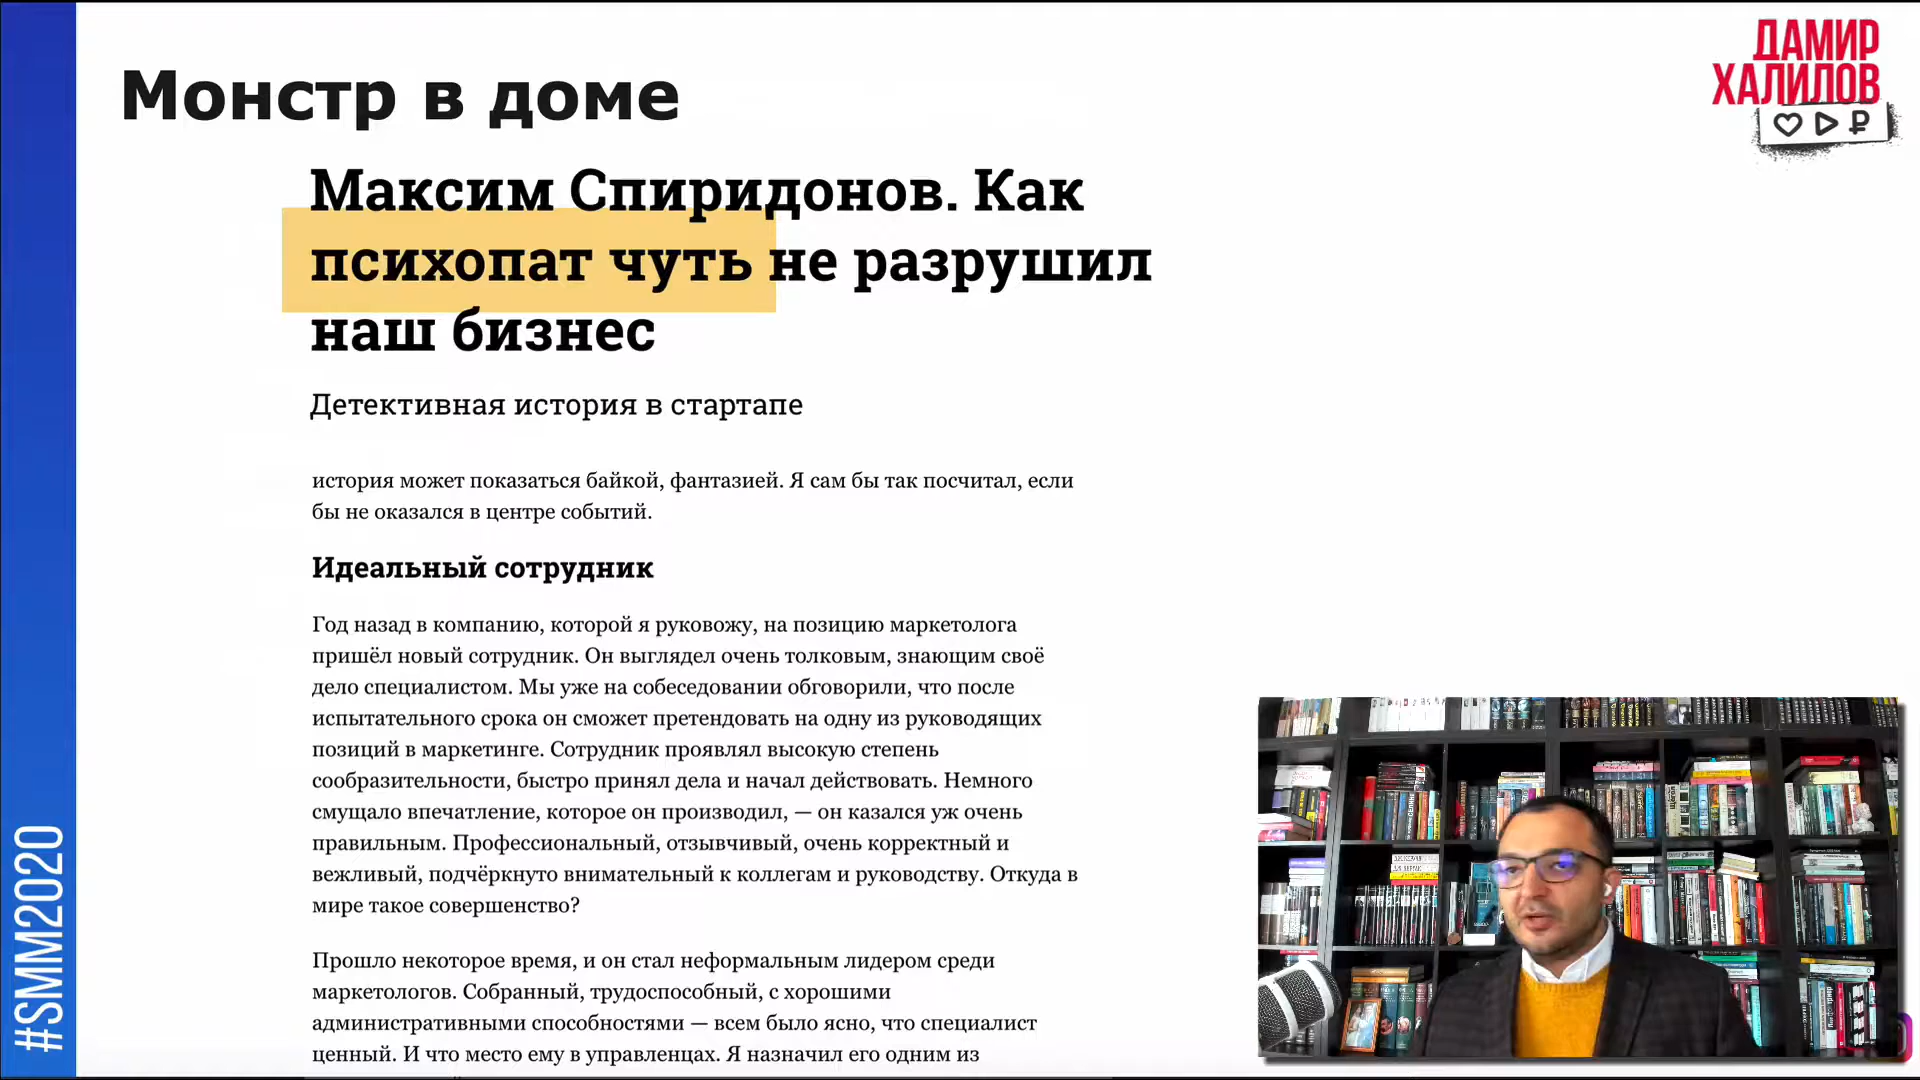 Монстр в доме
ДАМИР
ХАЛИЛОВ
Максим Спиридонов. Как
психопат чуть не разрушил
наш бизнес
Детективная история в стартапе
история может показаться байкой, фантазией. Я сам бы так посчитал, если
бы не оказался в центре событий.
Идеальный сотрудник
Год назад в компанию, которой я руковожу, на позицию маркетолога
пришёл новый сотрудник. Он выглядел очень толковым, знающим своё
дело специалистом. Мы уже на собеседовании обговорили, что после
испытательного срока он сможет претендовать на одну из руководящих
позиций в маркетинге. Сотрудник проявлял высокую степень
сообразительности, быстро принял дела и начал действовать. Немного
смущало впечатление, которое он производил, — он казался уж очень
правильным. Профессиональный, отзывчивый, очень корректный и
вежливый, подчёркнуто внимательный к коллегам и руководству. Откуда в
мире такое совершенство?
Прошло некоторое время, и он стал неформальным лидером среди
маркетологов. Собранный, трудоспособный, с хорошими
административными способностями — всем было ясно, что специалист
ценный. И что место ему в управленцах. Я назначил его одним из
#SMM2020